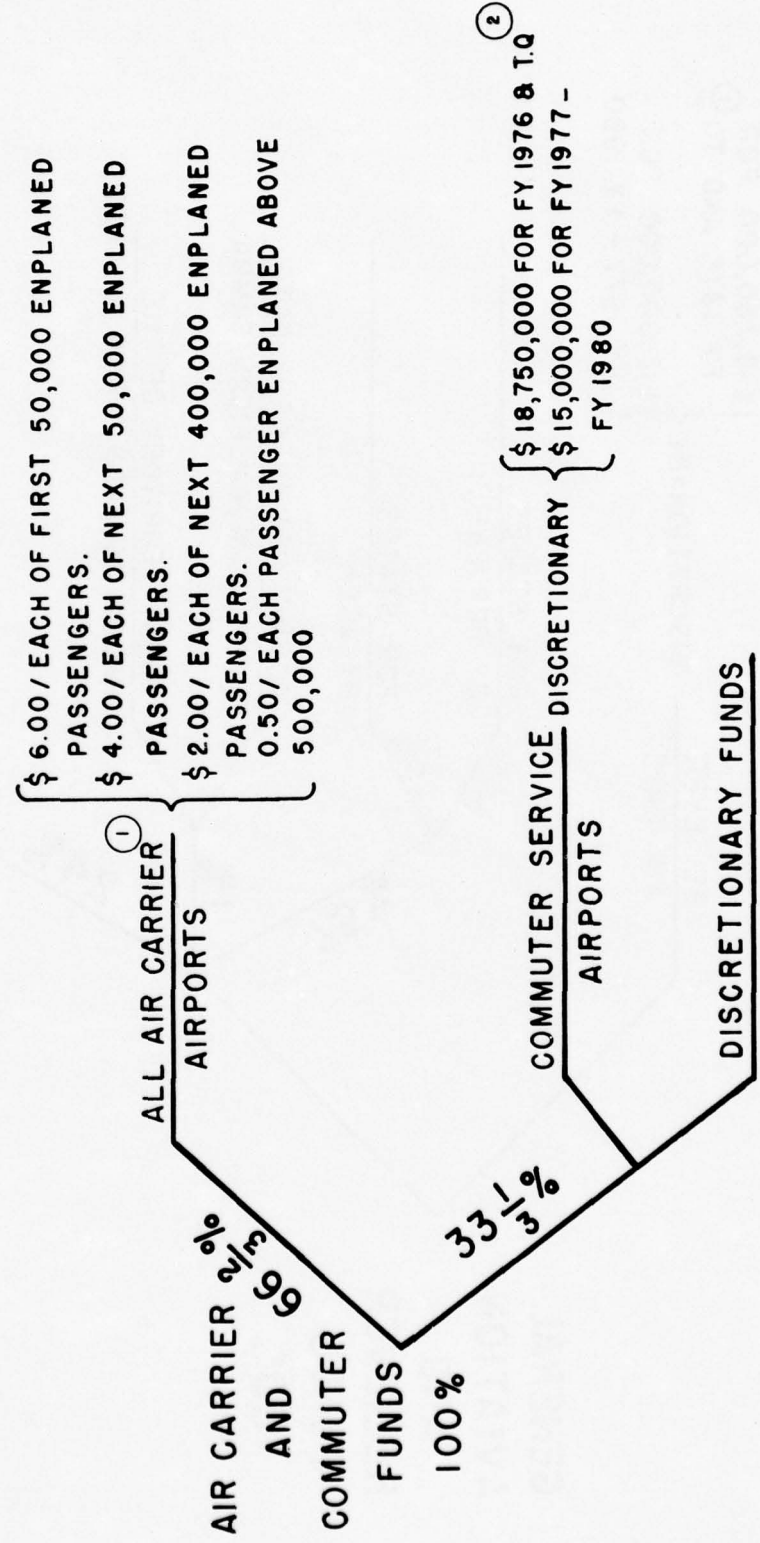 AIR CARRIER
AND
COMMUTER
FUNDS
100%
66 2/3 %
ALL AIR CARRIER ①
AIRPORTS
$ 6.00/ EACH OF FIRST 50,000 ENPLANED
PASSENGERS.
$ 4.00/ EACH OF NEXT 50,000 ENPLANED
PASSENGERS.
$ 2.00/ EACH OF NEXT 400,000 ENPLANED
PASSENGERS.
0.50/ EACH PASSENGER ENPLANED ABOVE
500,000
33 1/3 %
COMMUTER SERVICE
AIRPORTS
DISCRETIONARY
$ 18,750,000 FOR FY 1976 & T.Q ②
$ 15,000,000 FOR FY 1977-
FY 1980
DISCRETIONARY FUNDS